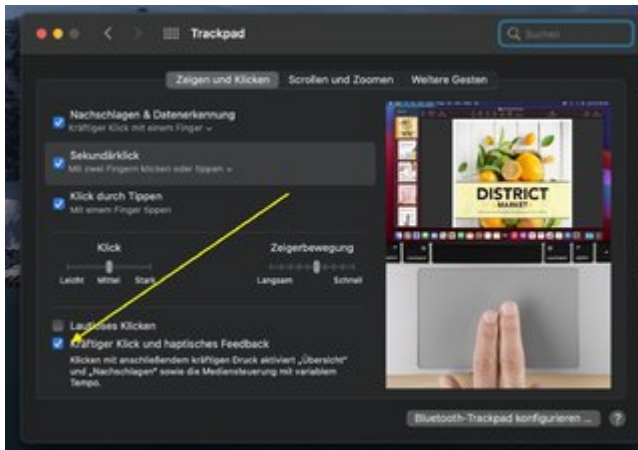 Trackpad
Suchen
Zeigen und Klicken
Scrollen und Zoomen
Weitere Gesten
Nachschlagen & Datenerkennung
Kräftiger Klick mit einem Finger
Sekundärklick
Mit zwei Fingern klicken oder tippen
Klick durch Tippen
Mit einem Finger tippen
Klick
Zeigerbewegung
Leicht
Mittel
Stark
Langsam
Schnell
Lautloses Klicken
Kräftiger Klick und haptisches Feedback
Klicken mit anschließendem kräftigen Druck aktiviert „Übersicht“
und „Nachschlagen“ sowie die Mediensteuerung mit variablem
Tempo.
DISTRICT
MARKET
Bluetooth-Trackpad konfigurieren ...
?